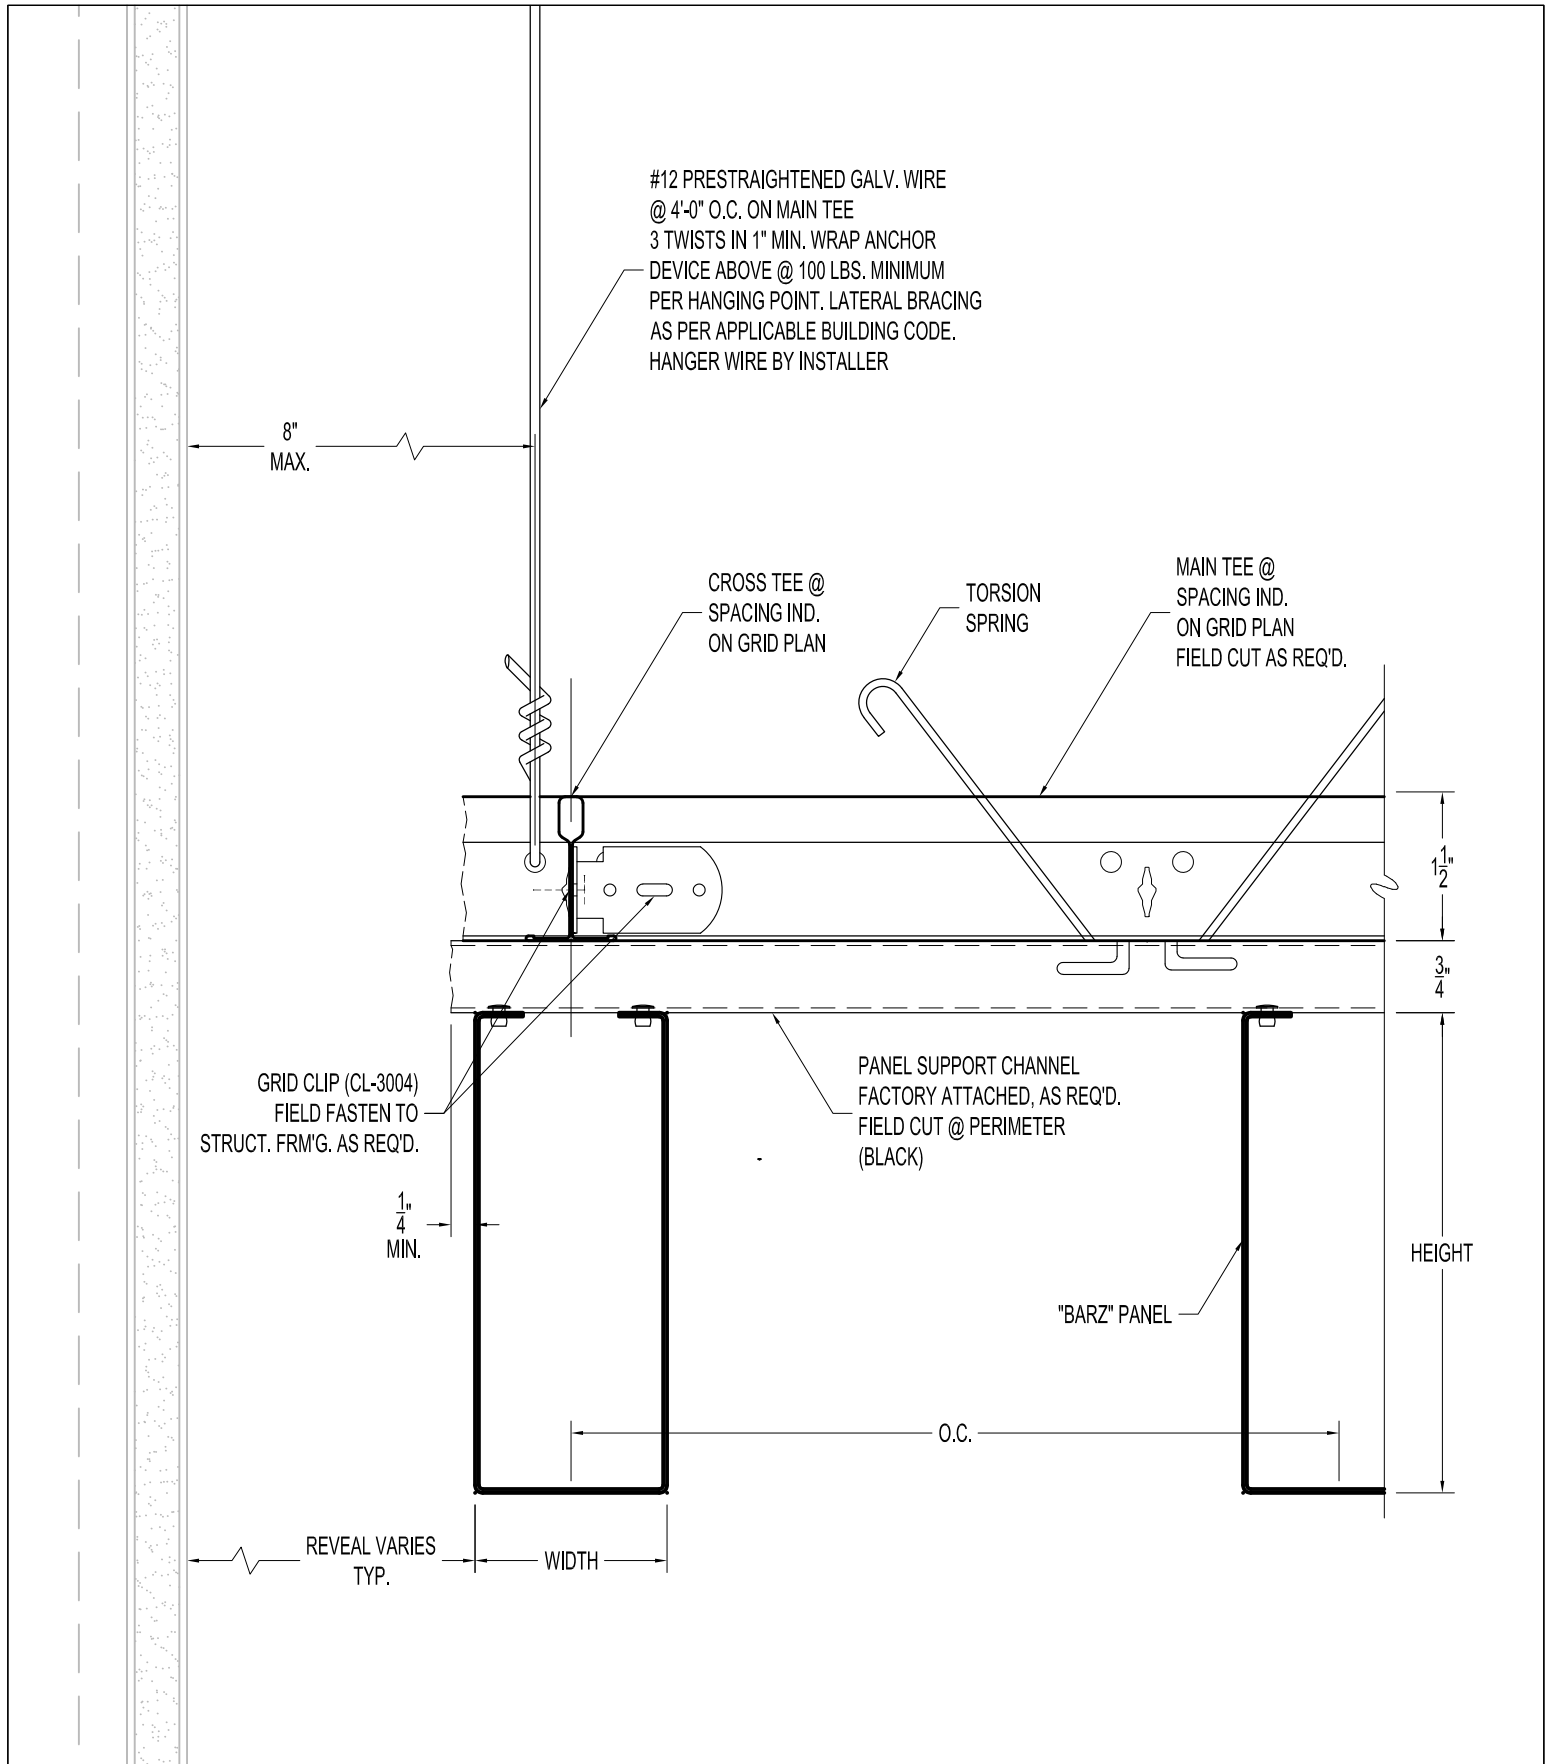 #12 PRESTRAIGHTENED GALV. WIRE
@ 4'-0" O.C. ON MAIN TEE
3 TWISTS IN 1" MIN. WRAP ANCHOR
DEVICE ABOVE @ 100 LBS. MINIMUM
PER HANGING POINT. LATERAL BRACING
AS PER APPLICABLE BUILDING CODE.
HANGER WIRE BY INSTALLER
8"
MAX.
CROSS TEE @
SPACING IND.
ON GRID PLAN
TORSION
SPRING
MAIN TEE @
SPACING IND.
ON GRID PLAN
FIELD CUT AS REQ'D.
1 1/2"
3/4"
GRID CLIP (CL-3004)
FIELD FASTEN TO
STRUCT. FRM'G. AS REQ'D.
PANEL SUPPORT CHANNEL
FACTORY ATTACHED, AS REQ'D.
FIELD CUT @ PERIMETER
(BLACK)
1/4"
MIN.
HEIGHT
"BARZ" PANEL
O.C.
REVEAL VARIES
TYP.
WIDTH